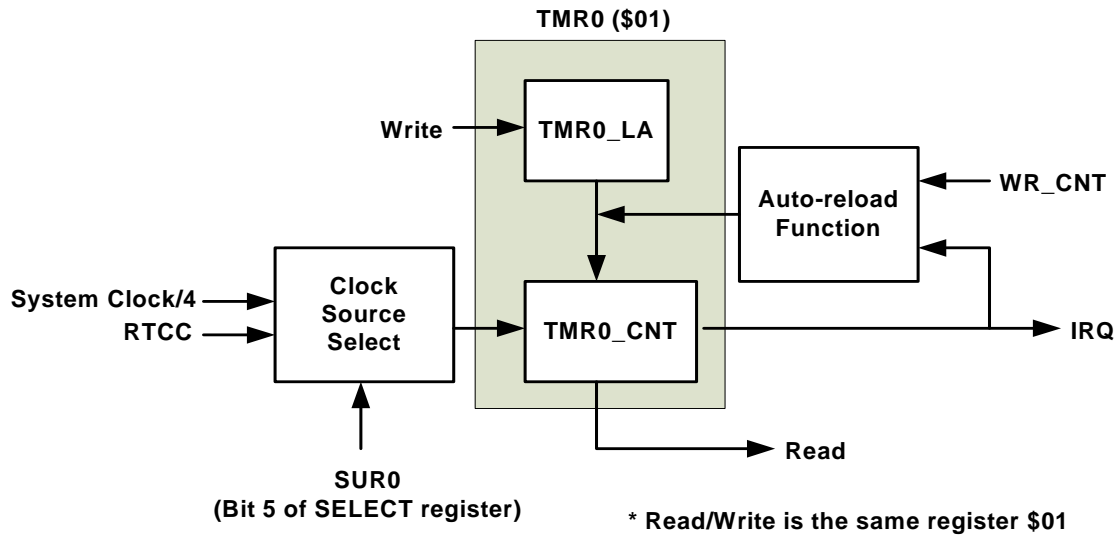 TMR0 ($01)
Write
TMR0_LA
Auto-reload
Function
WR_CNT
System Clock/4
RTCC
Clock
Source
Select
TMR0_CNT
IRQ
Read
SUR0
(Bit 5 of SELECT register)
* Read/Write is the same register $01